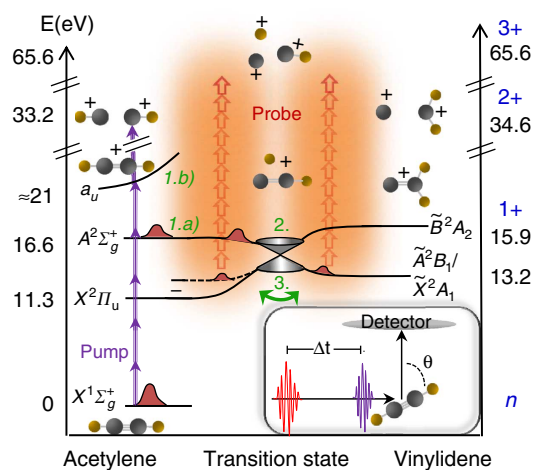 E(eV)
65.6
33.2
≈21
16.6
11.3
0
3+
65.6
2+
34.6
1+
15.9
13.2
n
+
+
+
+
+
+
+
+
+
+
Probe
a_u
1.b)
1.a)
2.
3.
A²Σ_g⁺
X²Π_u
X¹Σ_g⁺
–
Pump
B̃²A₂
òB₁/
X̃²A₁
Detector
Δt
θ
Acetylene
Transition state
Vinylidene